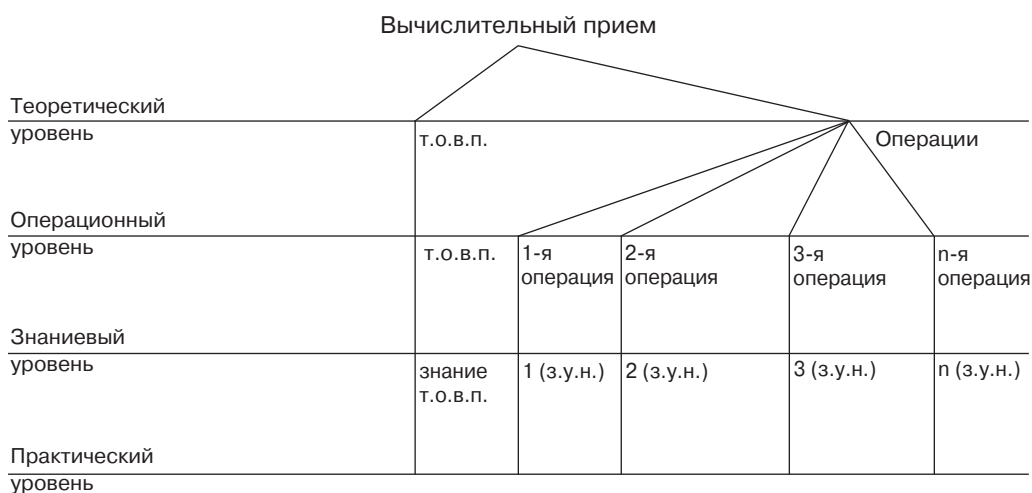 Вычислительный прием
Теоретический
уровень
т.о.в.п.
Операции
Операционный
уровень
т.о.в.п.
1-я
операция
2-я
операция
3-я
операция
n-я
операция
Знаниевый
уровень
знание
т.о.в.п.
1 (з.у.н.)
2 (з.у.н.)
3 (з.у.н.)
n (з.у.н.)
Практический
уровень